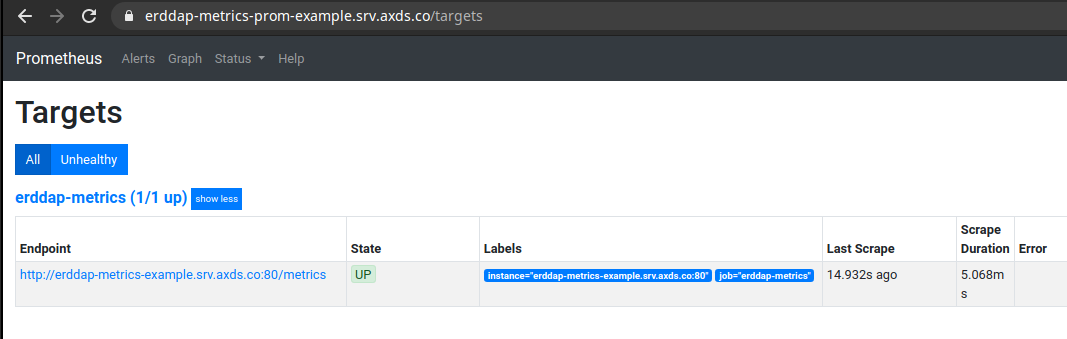 erddap-metrics-prom-example.srv.axds.co/targets
Prometheus Alerts Graph Status Help
Targets
All Unhealthy
erddap-metrics (1/1 up) show less
Endpoint State Labels Last Scrape Scrape Duration Error
http://erddap-metrics-example.srv.axds.co:80/metrics UP instance="erddap-metrics-example.srv.axds.co:80" job="erddap-metrics" 14.932s ago 5.068m
s